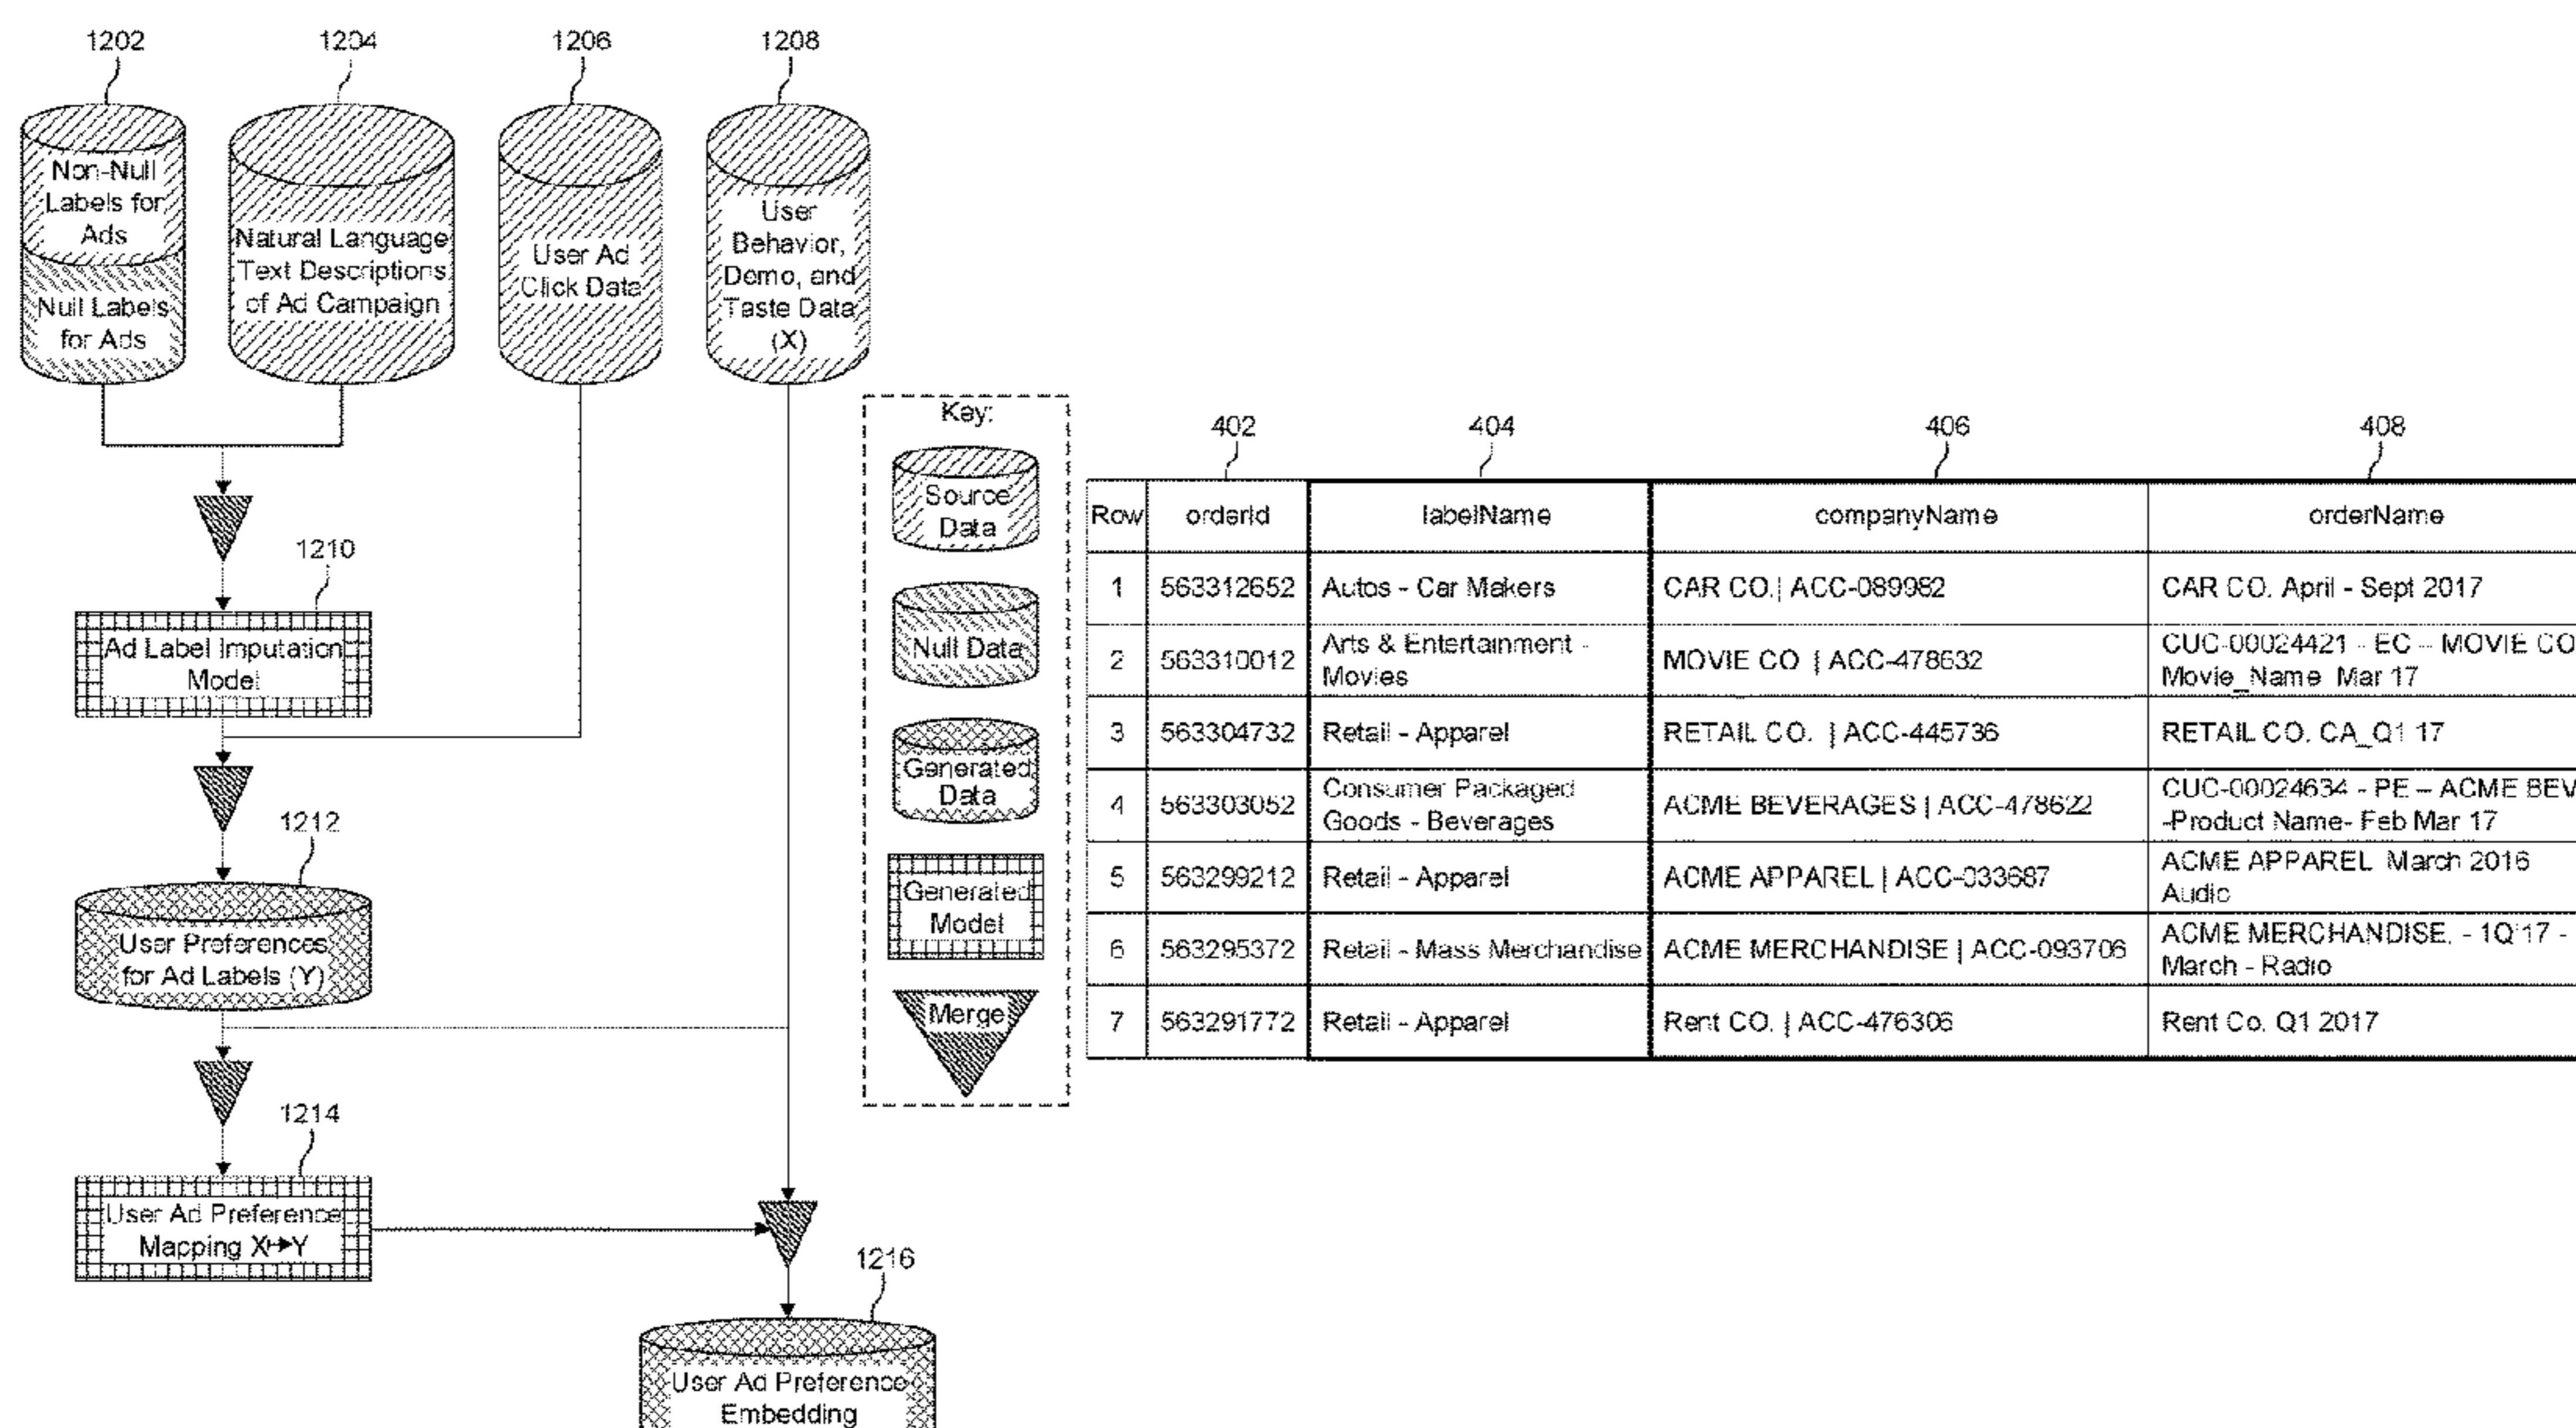 1202
1204
1206
1208
Non-Null
Labels for
Ads
Null Labels
for Ads
Natural Language
Text Descriptions
of Ad Campaign
User Ad
Click Data
User
Behavior,
Demo, and
Taste Data
(X)
1210
Ad Label Imputation
Model
1212
User Preferences
for Ad Labels (Y)
1214
User Ad Preference
Mapping X↦Y
1216
User Ad Preference
Embedding
Key:
Source
Data
Null Data
Generated
Data
Generated
Model
Merge
402
404
406
408
Row orderId labelName companyName orderName
1 563312652 Autos - Car Makers CAR CO.| ACC-089982 CAR CO. April - Sept 2017
2 563310012 Arts & Entertainment - MOVIE CO | ACC-478632 CUC-00024421 - EC – MOVIE CO
Movies Movie_Name Mar 17
3 563304732 Retail - Apparel RETAIL CO. | ACC-445736 RETAIL CO. CA_Q1 17
4 563303052 Consumer Packaged ACME BEVERAGES | ACC-478622 CUC-00024634 - PE – ACME BEV
Goods - Beverages -Product Name- Feb Mar 17
5 563299212 Retail - Apparel ACME APPAREL | ACC-033687 ACME APPAREL March 2016
Audio
6 563295372 Retail - Mass Merchandise ACME MERCHANDISE | ACC-093706 ACME MERCHANDISE. - 1Q'17 -
March - Radio
7 563291772 Retail - Apparel Rent CO. | ACC-476306 Rent Co. Q1 2017